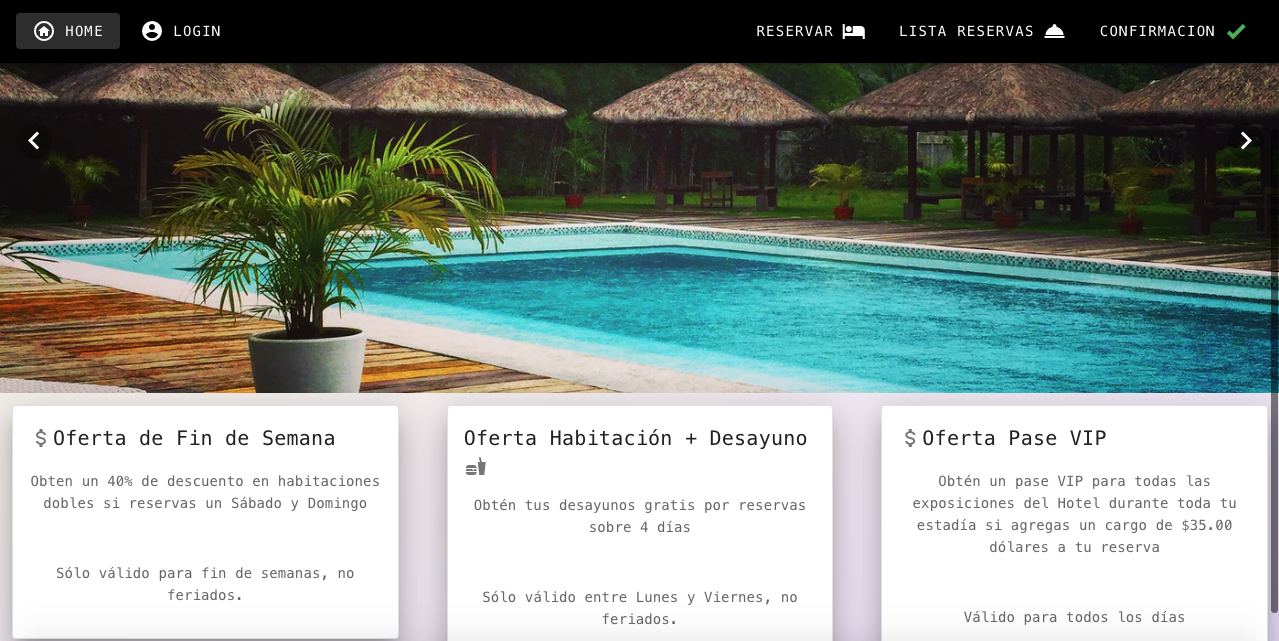 HOME
LOGIN
RESERVAR
LISTA RESERVAS
CONFIRMACION
$ Oferta de Fin de Semana
Obten un 40% de descuento en habitaciones
dobles si reservas un Sábado y Domingo
Sólo válido para fin de semanas, no
feriados.
Oferta Habitación + Desayuno
Obtén tus desayunos gratis por reservas
sobre 4 días
Sólo válido entre Lunes y Viernes, no
feriados.
$ Oferta Pase VIP
Obtén un pase VIP para todas las
exposiciones del Hotel durante toda tu
estadía si agregas un cargo de $35.00
dólares a tu reserva
Válido para todos los días